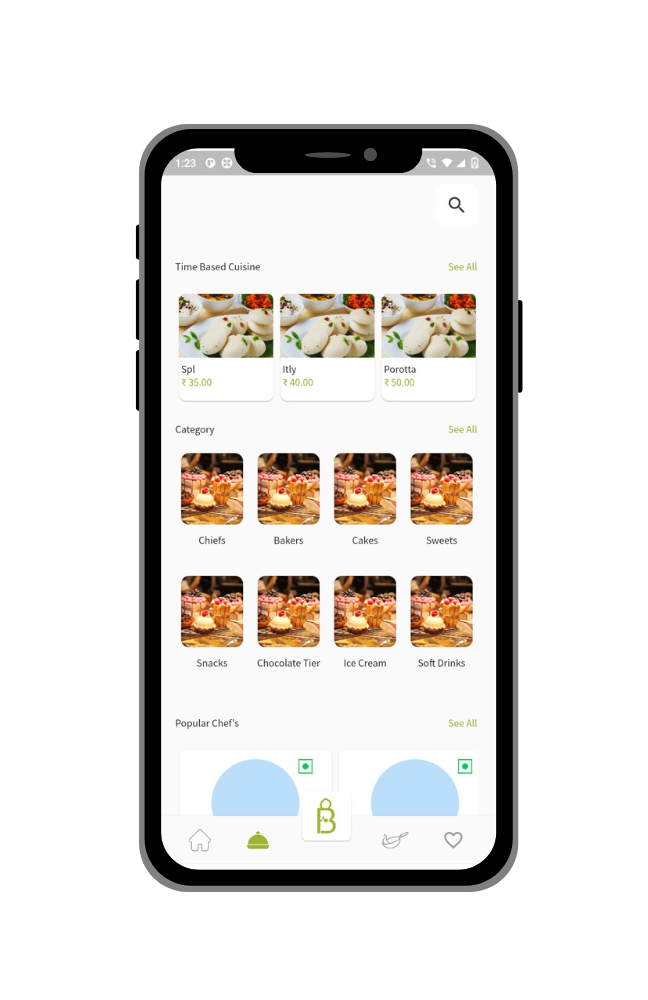 1:23
Time Based Cuisine See All
Spl Itly Porotta
₹ 35.00 ₹ 40.00 ₹ 50.00
Category See All
Chiefs Bakers Cakes Sweets
Snacks Chocolate Tier Ice Cream Soft Drinks
Popular Chef's See All
B